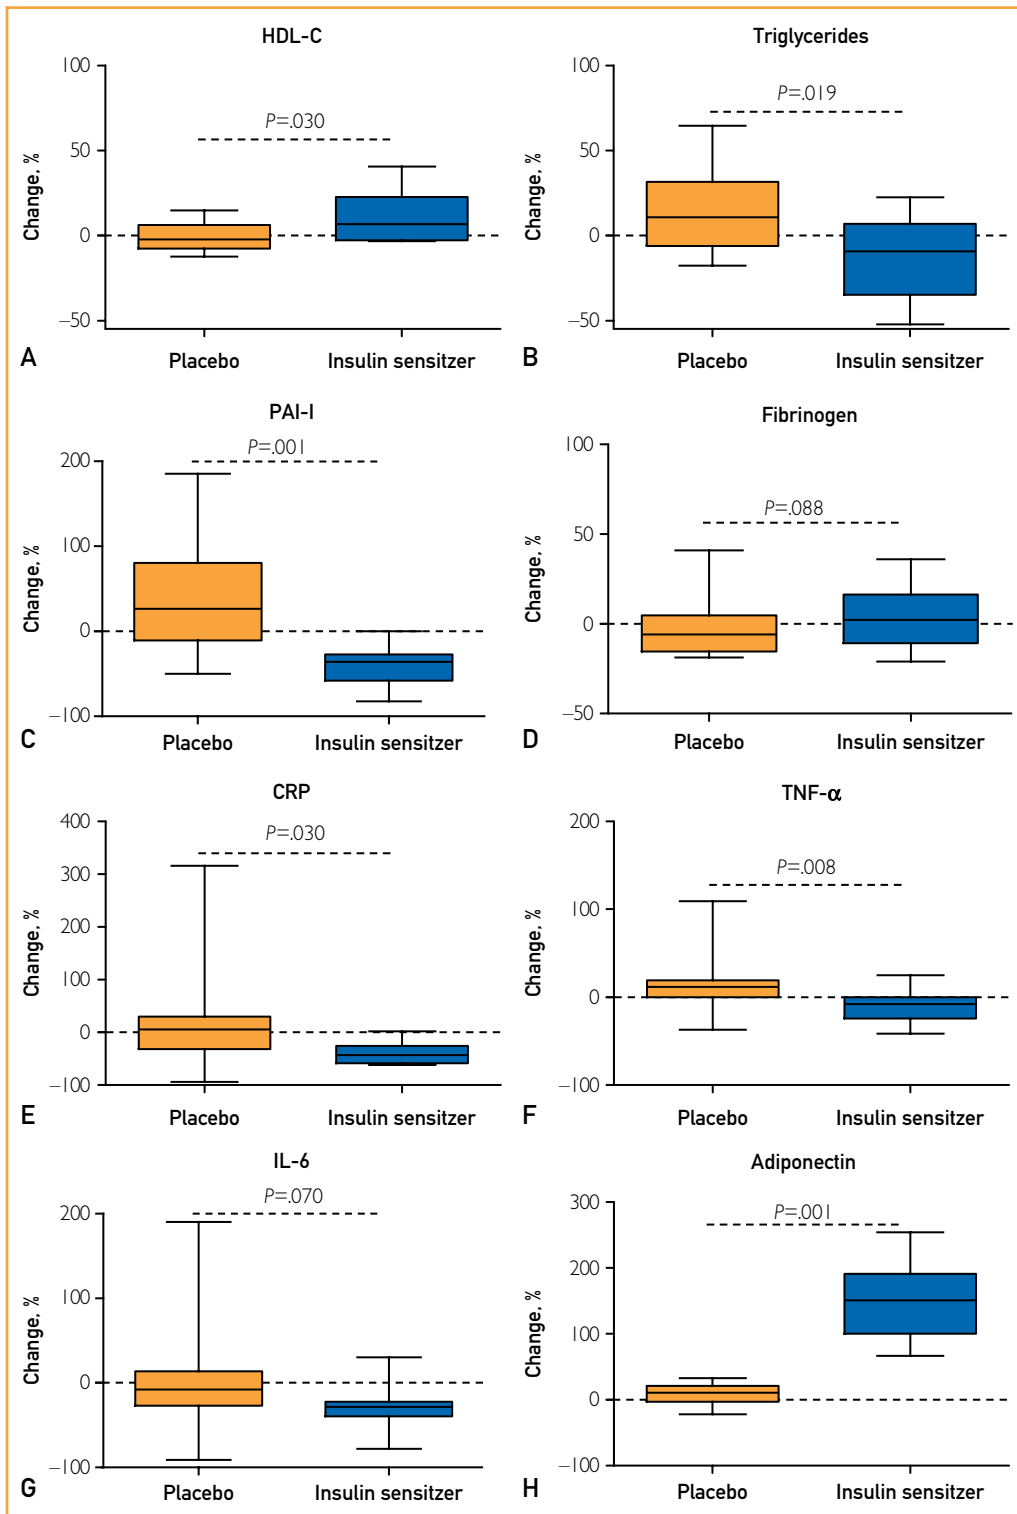 HDL-C
100
50
0
–50
Change, %
P=.030
Placebo
Insulin sensitzer
A
Triglycerides
100
50
0
–50
Change, %
P=.019
Placebo
Insulin sensitzer
B
PAI-I
200
100
0
–100
Change, %
P=.001
Placebo
Insulin sensitzer
C
Fibrinogen
100
50
0
–50
Change, %
P=.088
Placebo
Insulin sensitzer
D
CRP
400
300
200
100
0
–100
Change, %
P=.030
Placebo
Insulin sensitzer
E
TNF-α
200
100
0
–100
Change, %
P=.008
Placebo
Insulin sensitzer
F
IL-6
200
100
0
–100
Change, %
P=.070
Placebo
Insulin sensitzer
G
Adiponectin
300
200
100
0
–100
Change, %
P=.001
Placebo
Insulin sensitzer
H